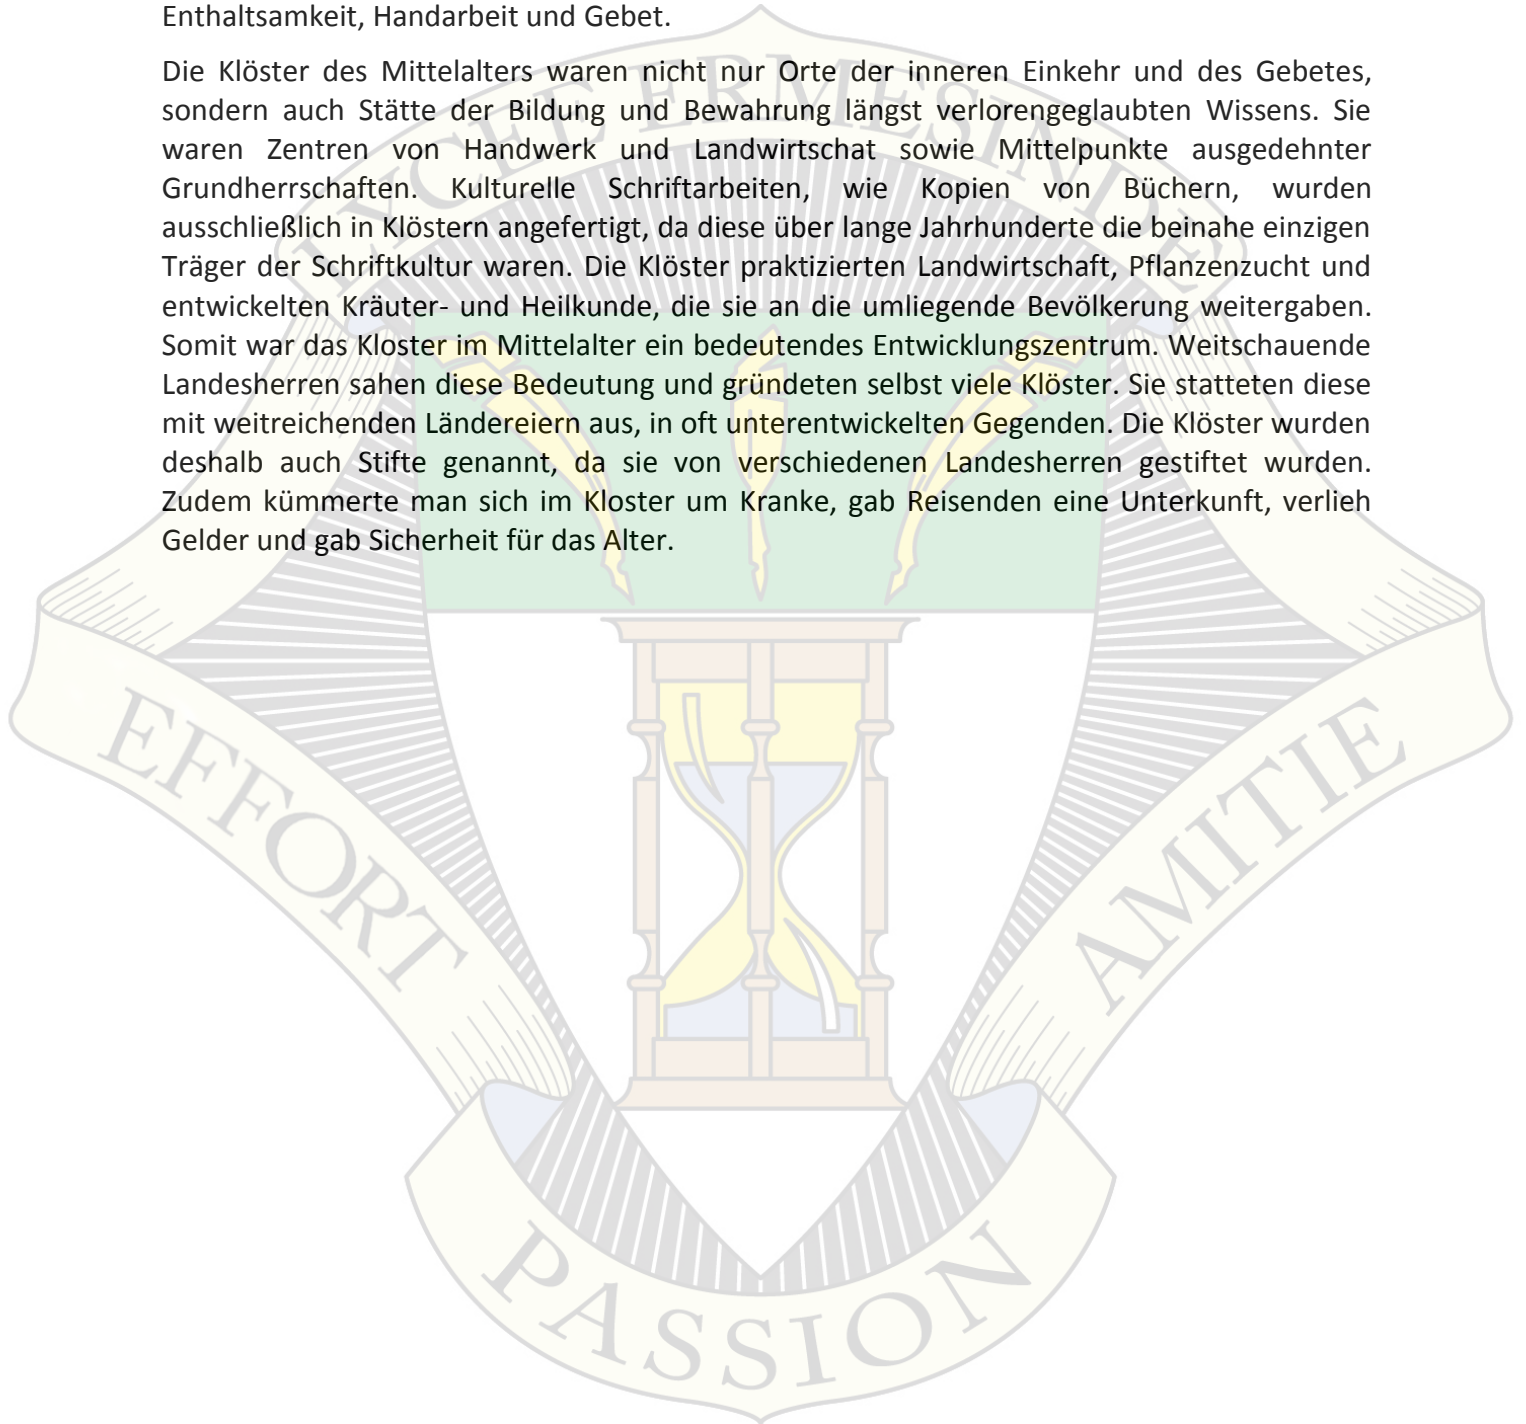 Enthaltsamkeit, Handarbeit und Gebet.
Die Klöster des Mittelalters waren nicht nur Orte der inneren Einkehr und des Gebetes,
sondern auch Stätte der Bildung und Bewahrung längst verlorengeglaubten Wissens. Sie
waren Zentren von Handwerk und Landwirtschat sowie Mittelpunkte ausgedehnter
Grundherrschaften. Kulturelle Schriftarbeiten, wie Kopien von Büchern, wurden
ausschließlich in Klöstern angefertigt, da diese über lange Jahrhunderte die beinahe einzigen
Träger der Schriftkultur waren. Die Klöster praktizierten Landwirtschaft, Pflanzenzucht und
entwickelten Kräuter- und Heilkunde, die sie an die umliegende Bevölkerung weitergaben.
Somit war das Kloster im Mittelalter ein bedeutendes Entwicklungszentrum. Weitschauende
Landesherren sahen diese Bedeutung und gründeten selbst viele Klöster. Sie statteten diese
mit weitreichenden Ländereiern aus, in oft unterentwickelten Gegenden. Die Klöster wurden
deshalb auch Stifte genannt, da sie von verschiedenen Landesherren gestiftet wurden.
Zudem kümmerte man sich im Kloster um Kranke, gab Reisenden eine Unterkunft, verlieh
Gelder und gab Sicherheit für das Alter.
LYCEE ERMESINDE
EFFORT
AMITIE
PASSION